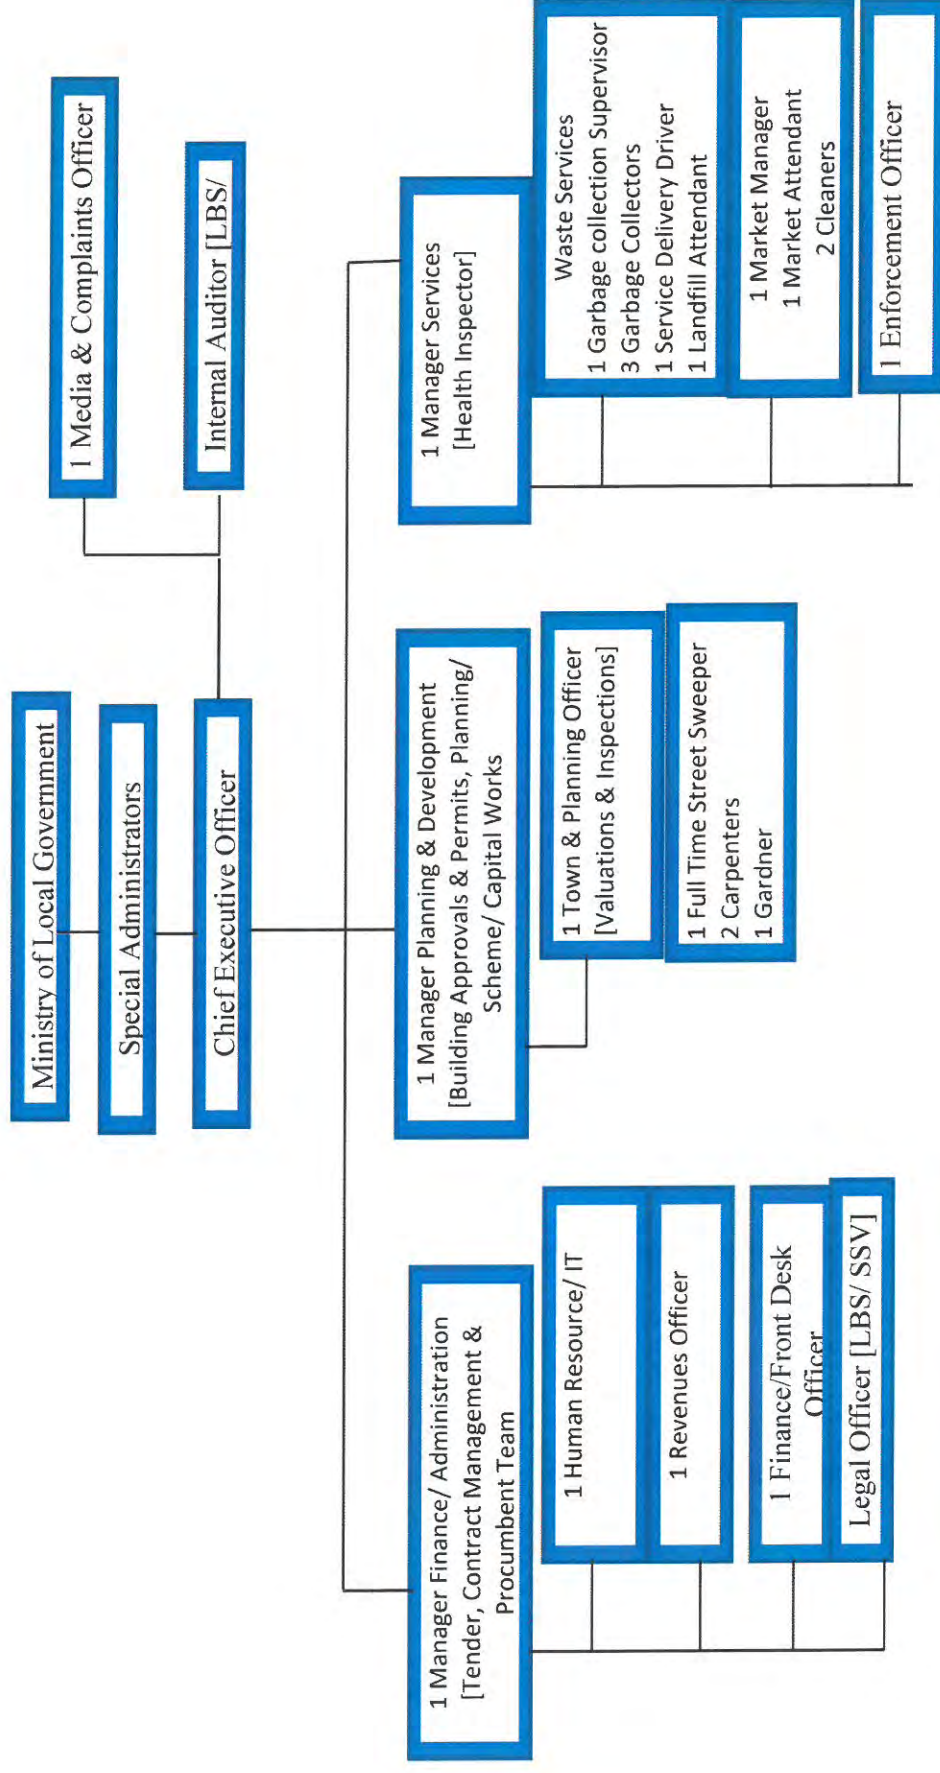 Ministry of Local Government
Special Administrators
Chief Executive Officer
1 Media & Complaints Officer
Internal Auditor [LBS/
1 Manager Finance/ Administration
[Tender, Contract Management &
Procumbent Team
1 Human Resource/ IT
1 Revenues Officer
1 Finance/Front Desk
Officer
Legal Officer [LBS/ SSV]
1 Manager Planning & Development
[Building Approvals & Permits, Planning/
Scheme/ Capital Works
1 Town & Planning Officer
[Valuations & Inspections]
1 Full Time Street Sweeper
2 Carpenters
1 Gardner
1 Manager Services
[Health Inspector]
Waste Services
1 Garbage collection Supervisor
3 Garbage Collectors
1 Service Delivery Driver
1 Landfill Attendant
1 Market Manager
1 Market Attendant
2 Cleaners
1 Enforcement Officer